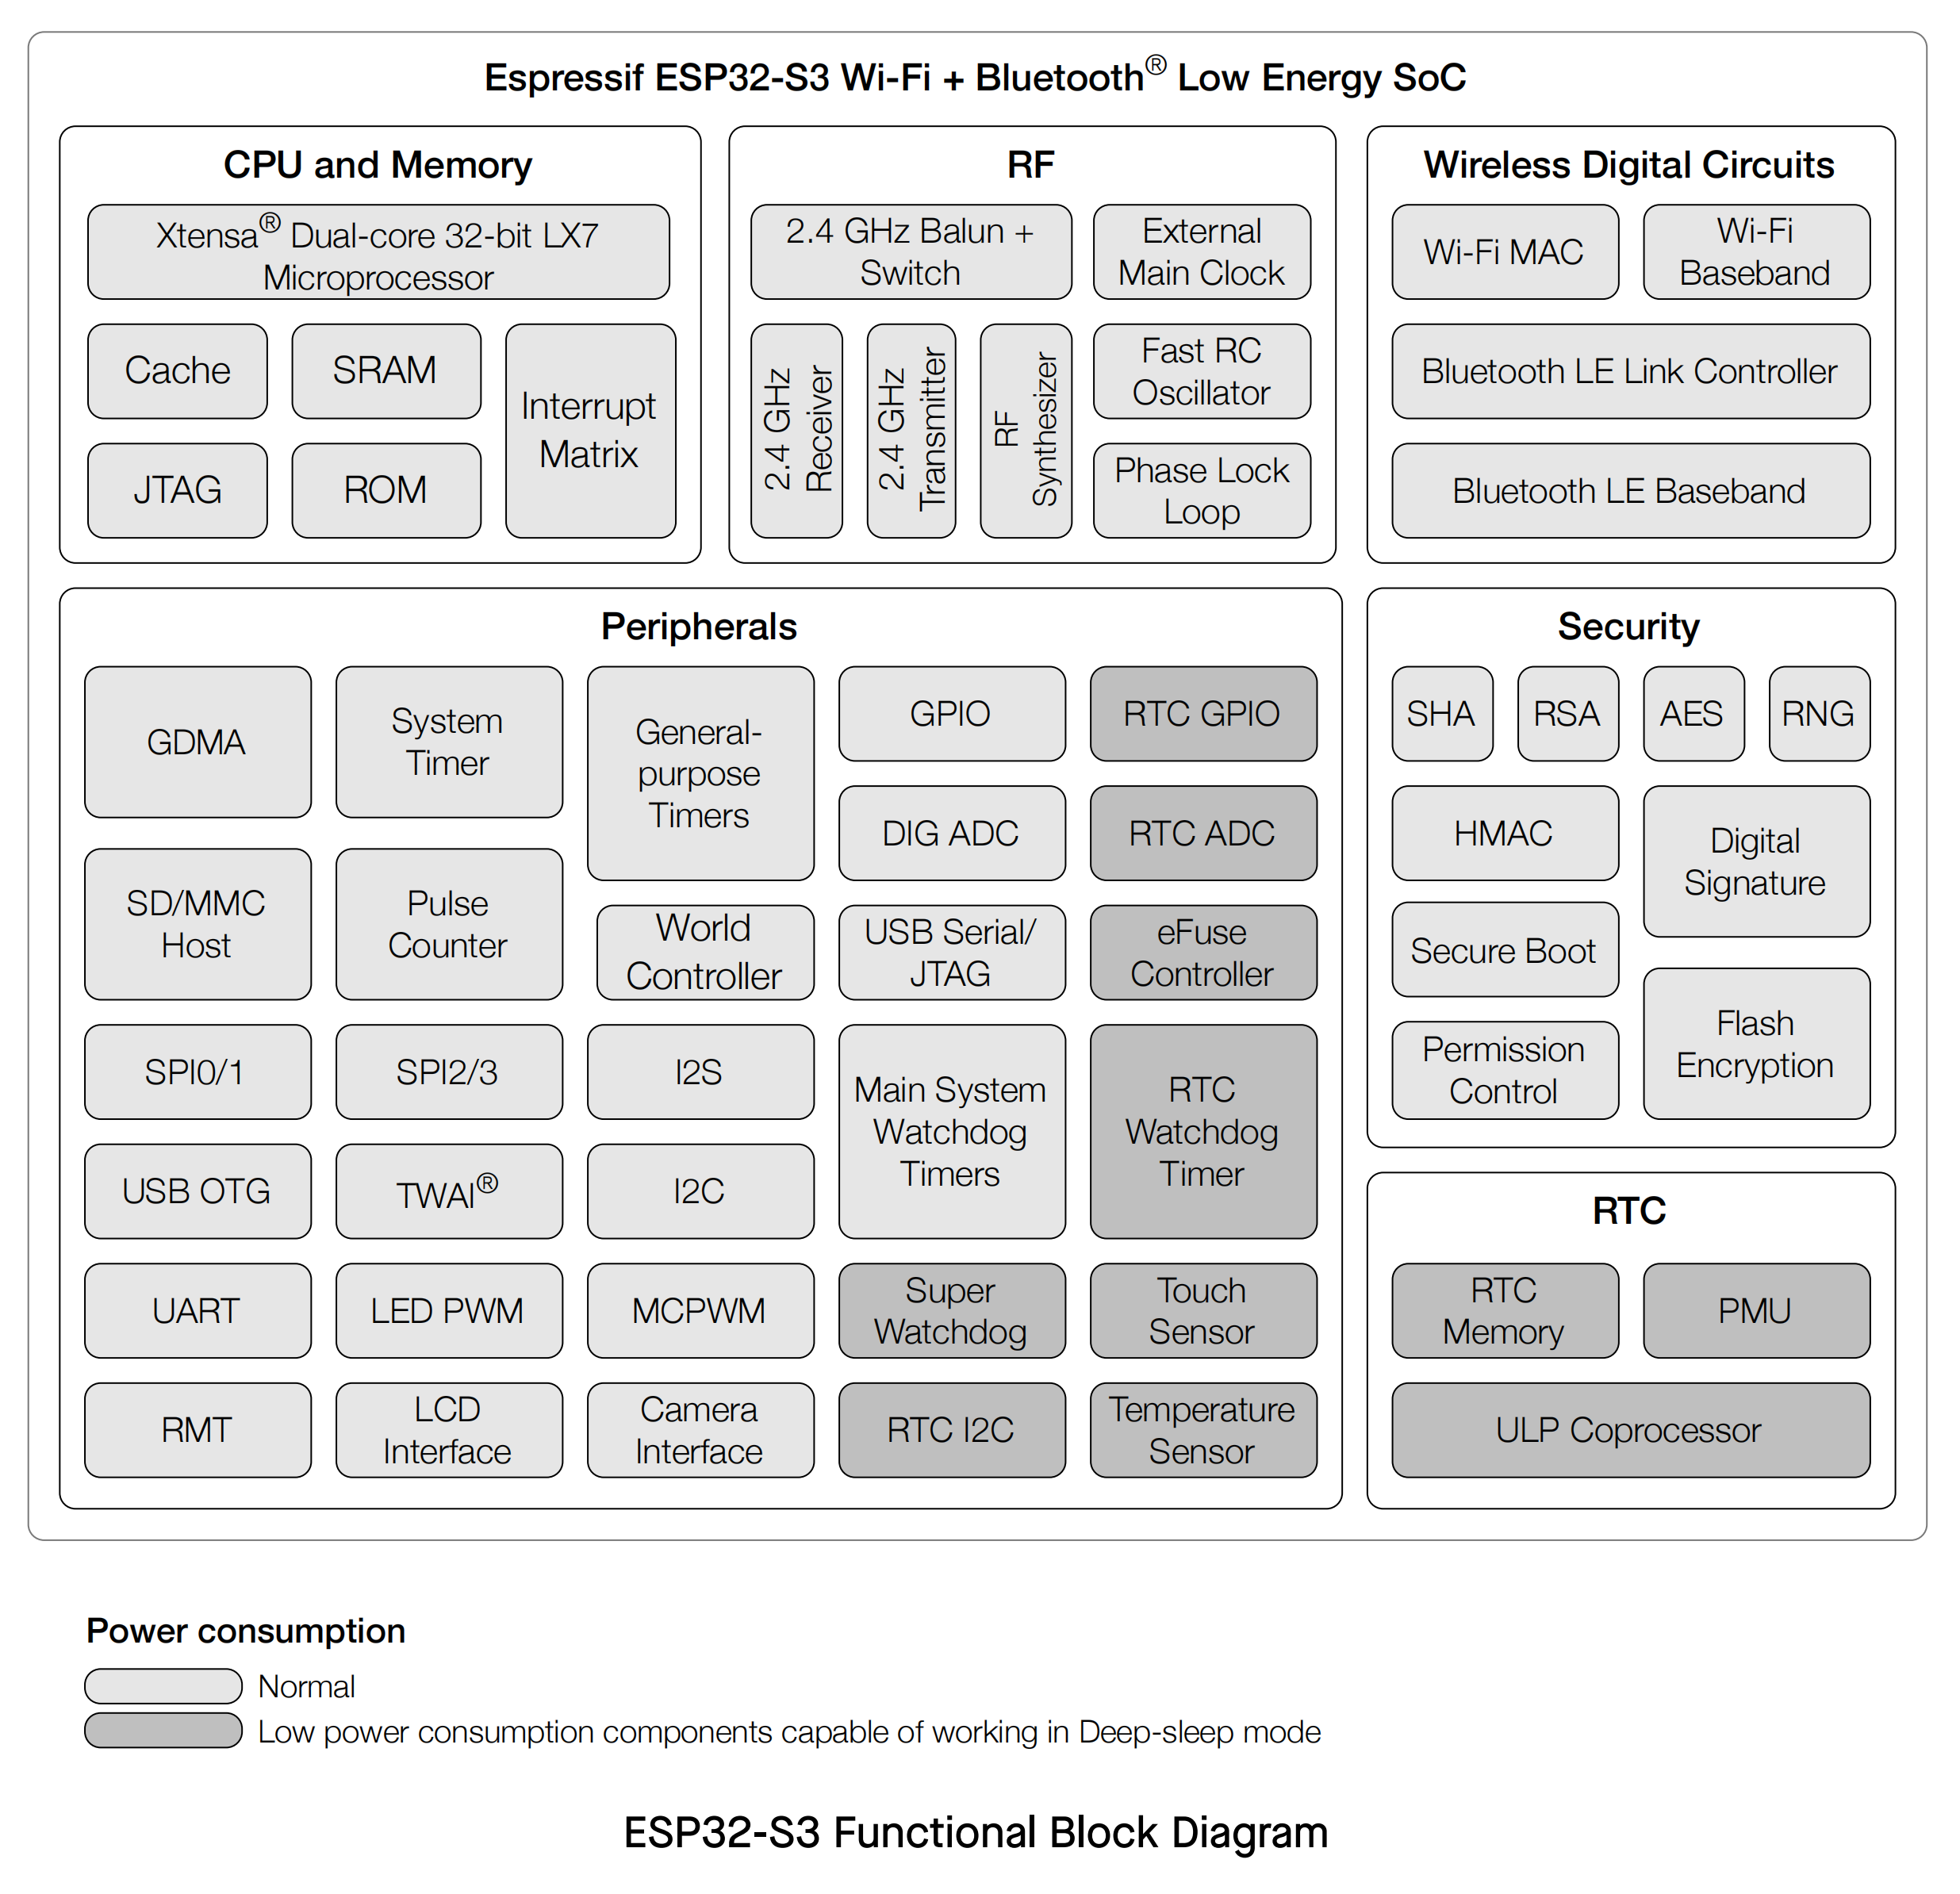 Espressif ESP32-S3 Wi-Fi + Bluetooth® Low Energy SoC
CPU and Memory
Xtensa® Dual-core 32-bit LX7
Microprocessor
Cache
SRAM
Interrupt
Matrix
JTAG
ROM
RF
2.4 GHz Balun +
Switch
External
Main Clock
2.4 GHz
Receiver
2.4 GHz
Transmitter
RF
Synthesizer
Fast RC
Oscillator
Phase Lock
Loop
Wireless Digital Circuits
Wi-Fi MAC
Wi-Fi
Baseband
Bluetooth LE Link Controller
Bluetooth LE Baseband
Peripherals
GDMA
System
Timer
General-
purpose
Timers
GPIO
RTC GPIO
DIG ADC
RTC ADC
SD/MMC
Host
Pulse
Counter
World
Controller
USB Serial/
JTAG
eFuse
Controller
SPI0/1
SPI2/3
I2S
Main System
Watchdog
Timers
RTC
Watchdog
Timer
USB OTG
TWAI®
I2C
UART
LED PWM
MCPWM
Super
Watchdog
Touch
Sensor
RMT
LCD
Interface
Camera
Interface
RTC I2C
Temperature
Sensor
Security
SHA
RSA
AES
RNG
HMAC
Digital
Signature
Secure Boot
Flash
Encryption
Permission
Control
RTC
RTC
Memory
PMU
ULP Coprocessor
Power consumption
Normal
Low power consumption components capable of working in Deep-sleep mode
ESP32-S3 Functional Block Diagram